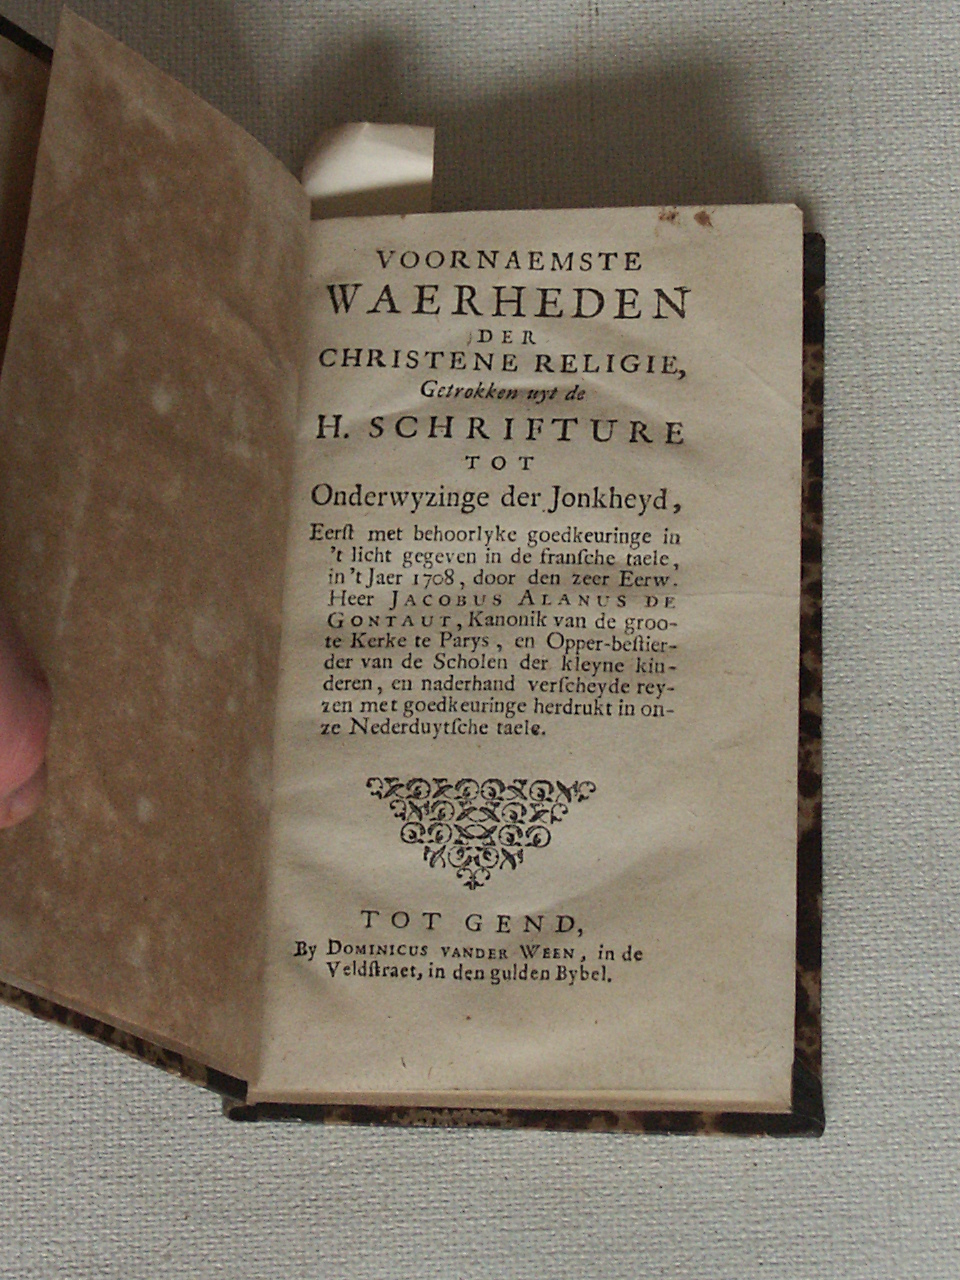 VOORNAEMSTE
WAERHEDEN
DER
CHRISTENE RELIGIE,
Getrokken uyt de
H. SCHRIFTURE
TOT
Onderwyzinge der Jonkheyd,
Eerſt met behoorlyke goedkeuringe in
't licht gegeven in de franſche taele,
in 't Jaer 1708, door den zeer Eerw.
Heer JACOBUS ALANUS DE
GONTAUT, Kanonik van de groo-
te Kerke te Parys, en Opper-beſtier-
der van de Scholen der kleyne kin-
deren, en naderhand verſcheyde rey-
zen met goedkeuringe herdrukt in on-
ze Nederduytſche taele.
TOT GEND,
By DOMINICUS VANDER WEEN, in de
Veldſtraet, in den gulden Bybel.